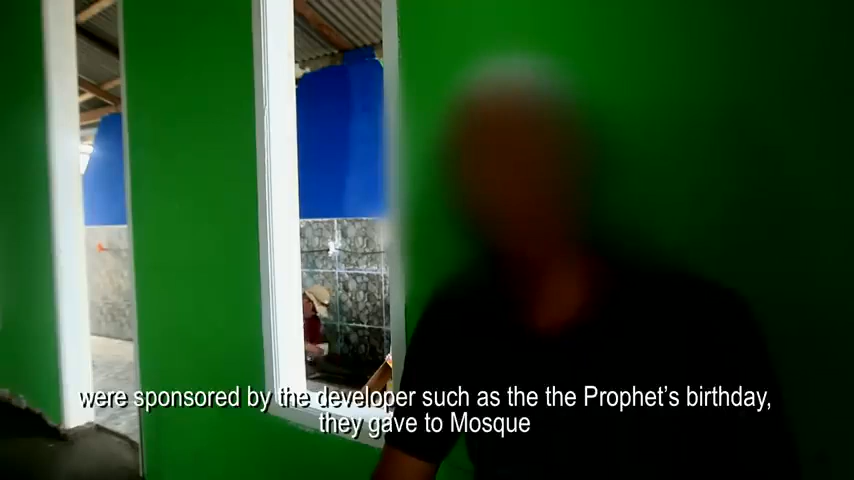 were sponsored by the developer such as the the Prophet's birthday,
they gave to Mosque